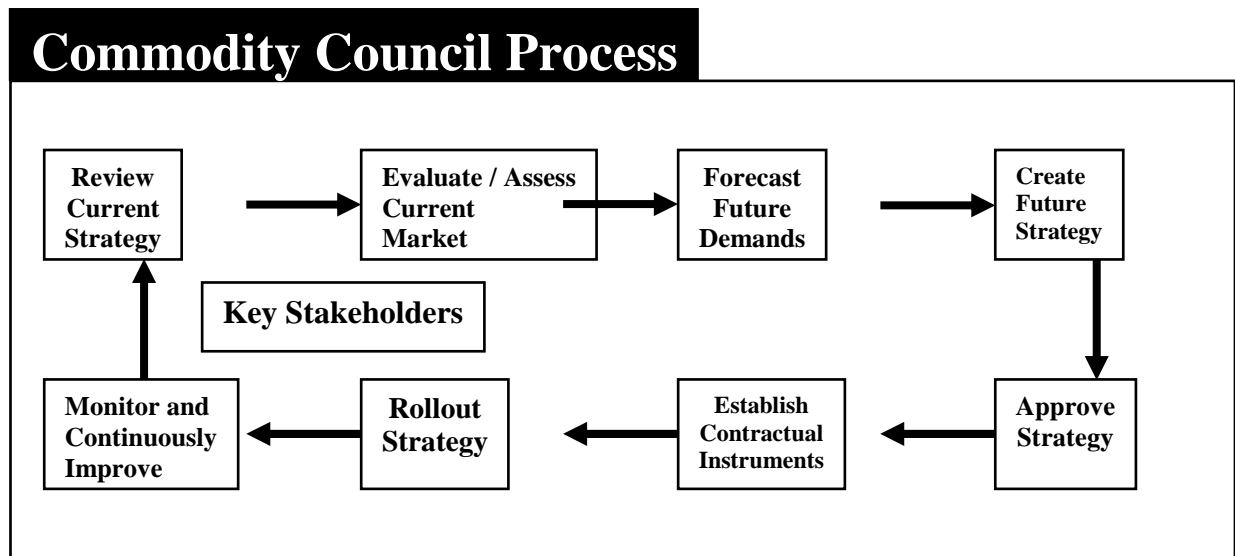 Commodity Council Process
Review
Current
Strategy
Evaluate / Assess
Current
Market
Forecast
Future
Demands
Create
Future
Strategy
Key Stakeholders
Monitor and
Continuously
Improve
Rollout
Strategy
Establish
Contractual
Instruments
Approve
Strategy